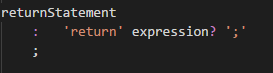 returnStatement
:   'return' expression? ';'
;